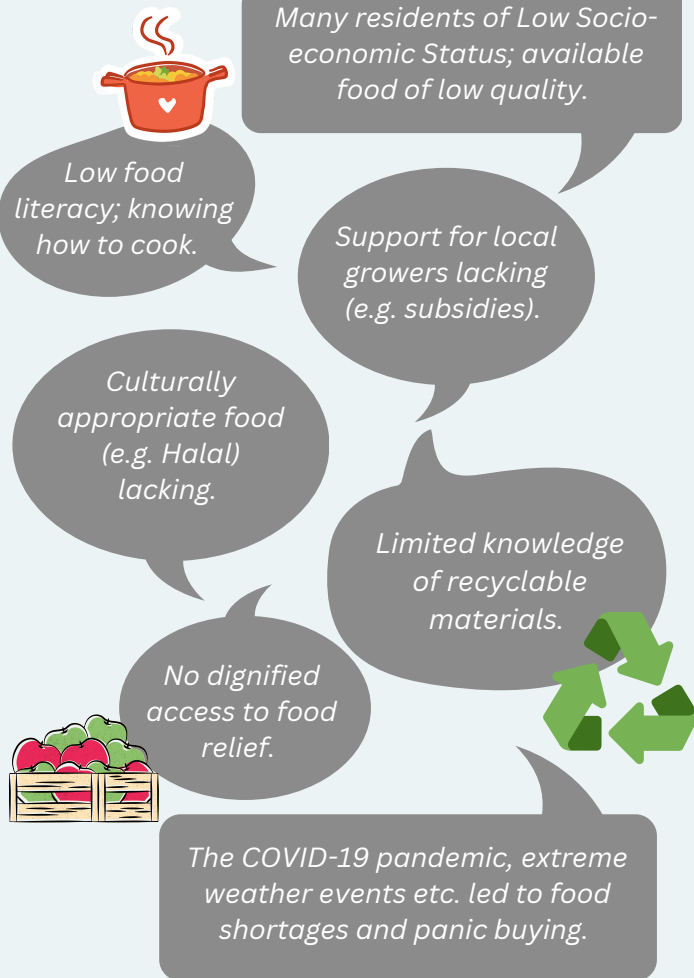 Many residents of Low Socio-
economic Status; available
food of low quality.
Low food
literacy; knowing
how to cook.
Support for local
growers lacking
(e.g. subsidies).
Culturally
appropriate food
(e.g. Halal)
lacking.
Limited knowledge
of recyclable
materials.
No dignified
access to food
relief.
The COVID-19 pandemic, extreme
weather events etc. led to food
shortages and panic buying.